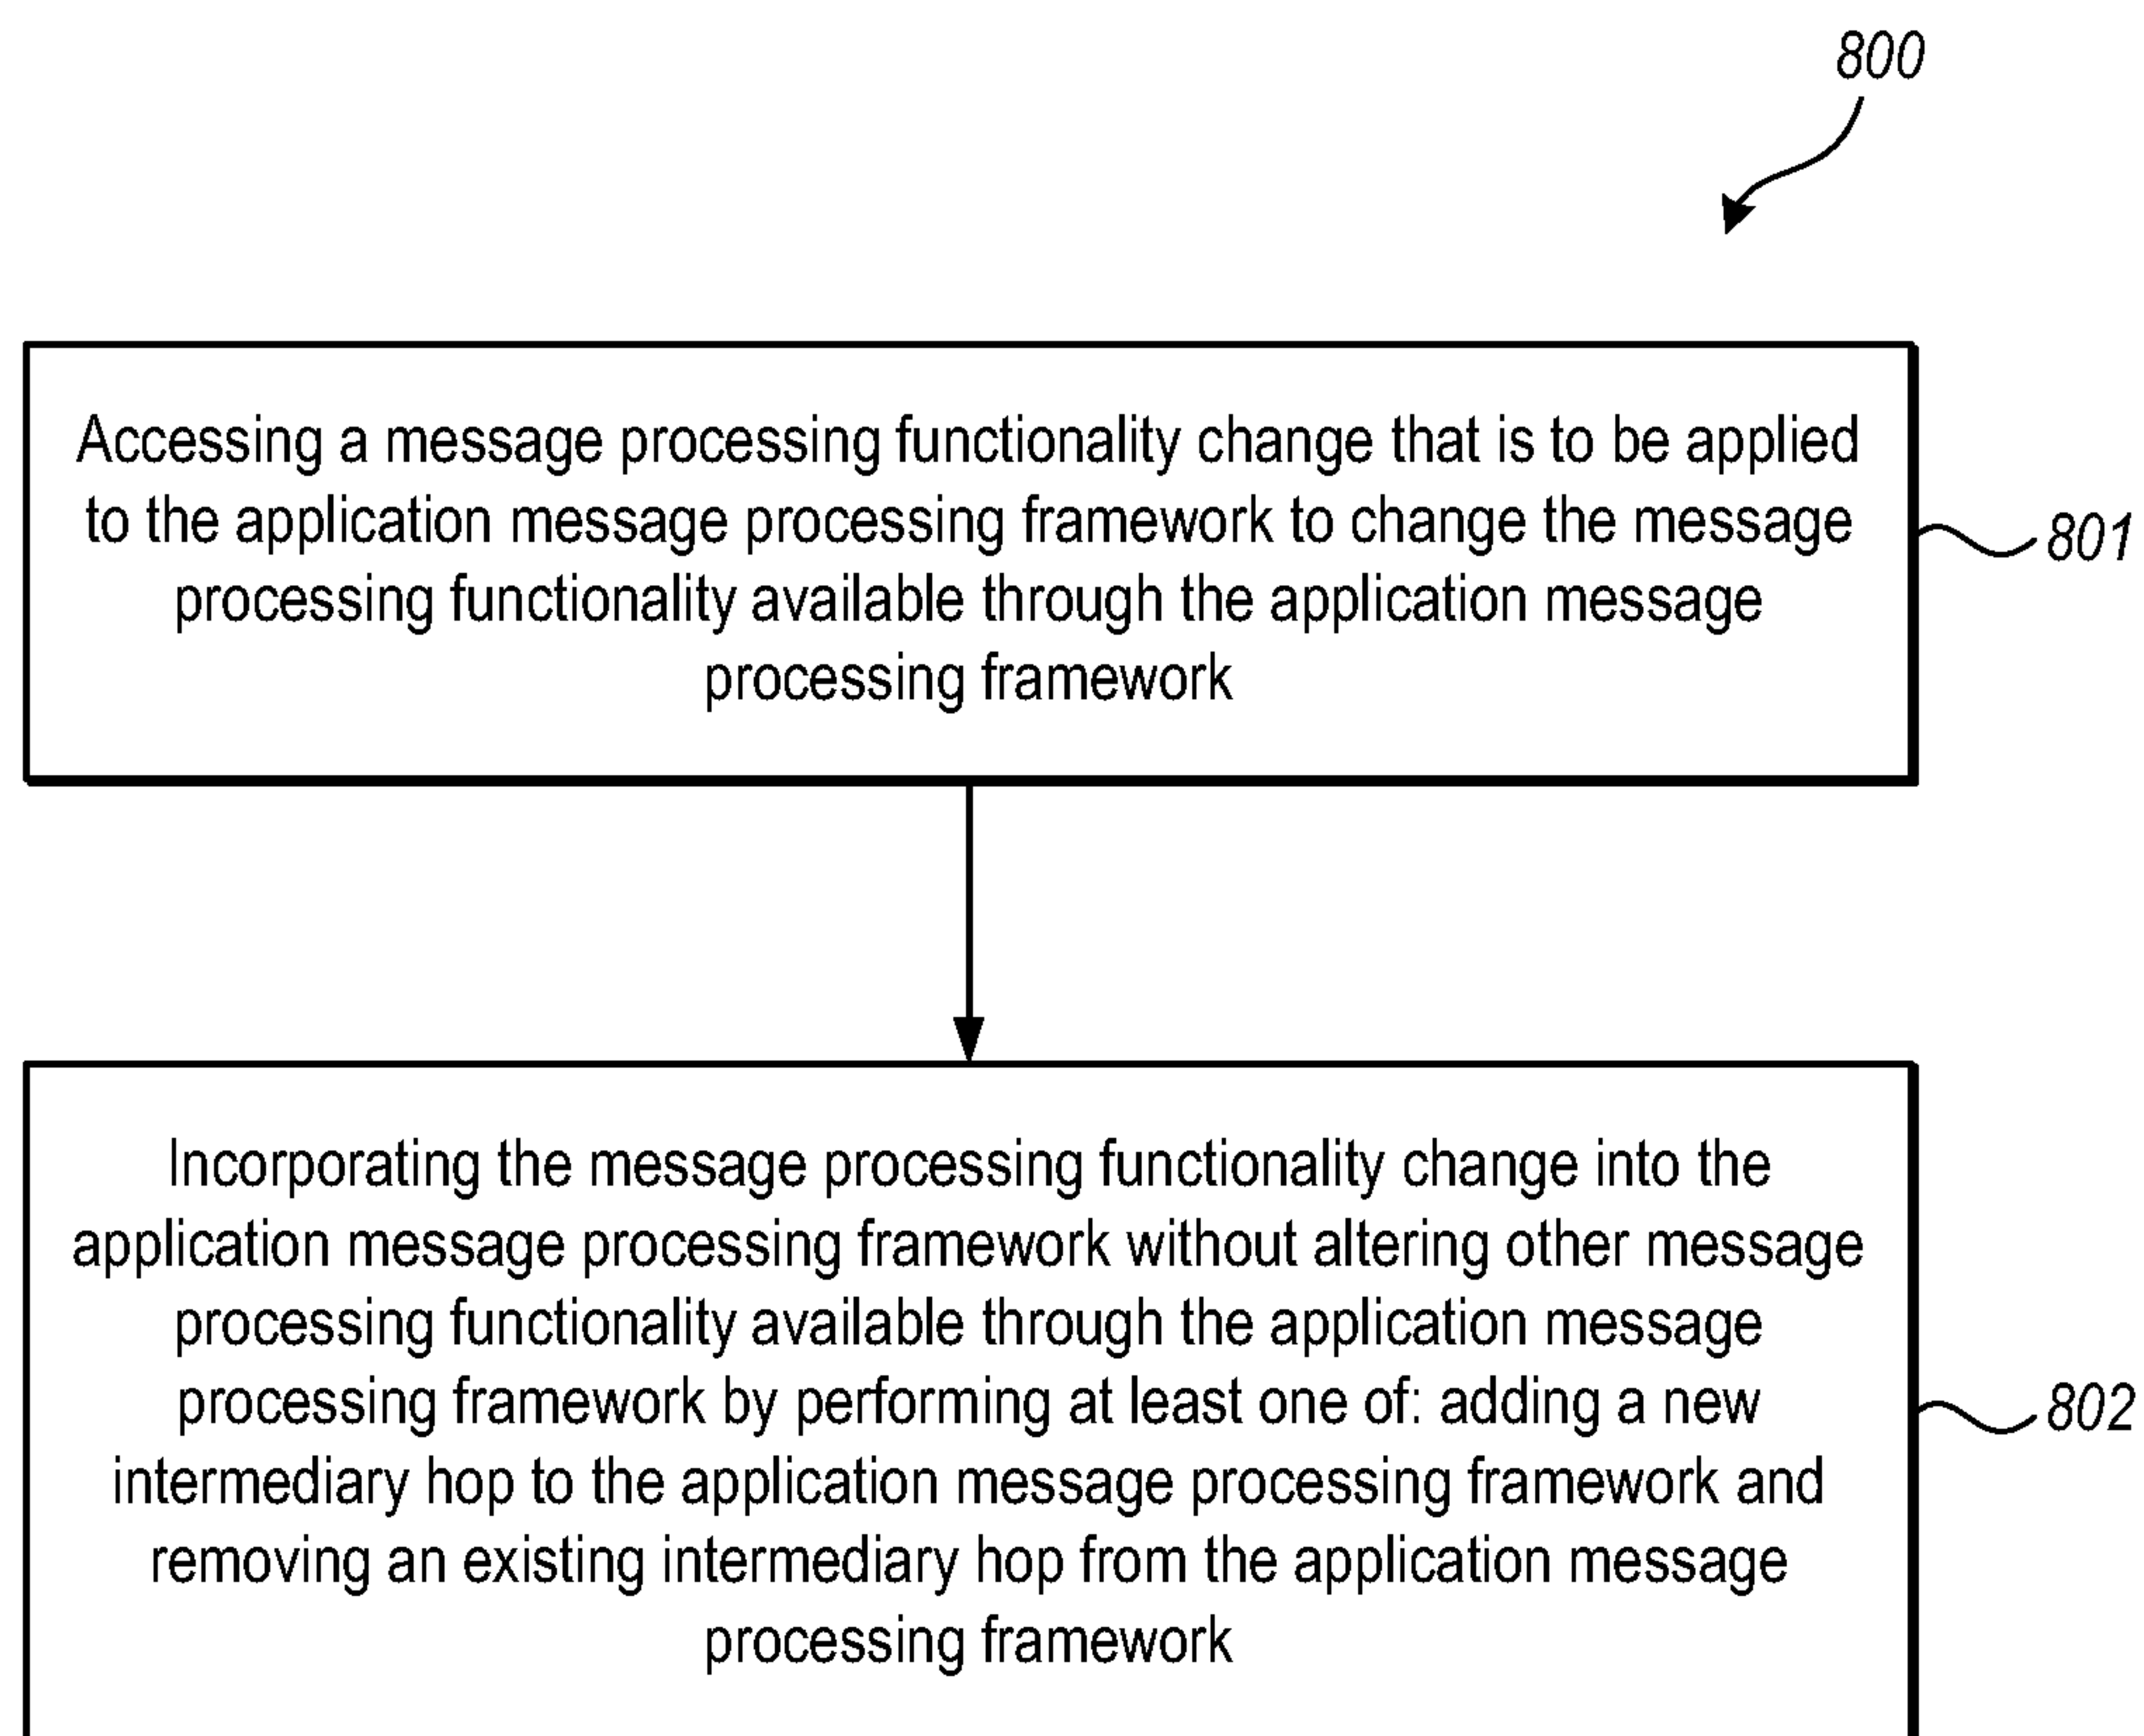 800
Accessing a message processing functionality change that is to be applied
to the application message processing framework to change the message
processing functionality available through the application message
processing framework
801
Incorporating the message processing functionality change into the
application message processing framework without altering other message
processing functionality available through the application message
processing framework by performing at least one of: adding a new
intermediary hop to the application message processing framework and
removing an existing intermediary hop from the application message
processing framework
802